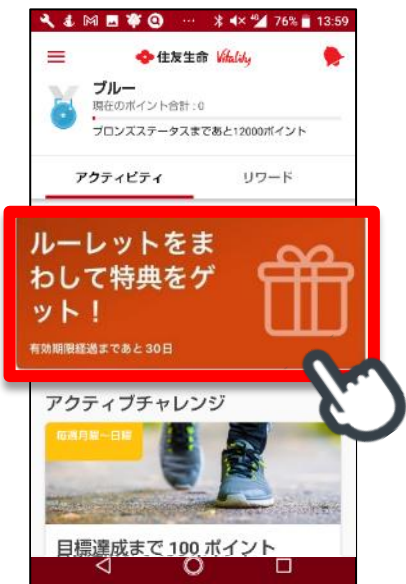 76% 13:59
住友生命 Vitality
ブルー
現在のポイント合計:0
ブロンズステータスまであと12000ポイント
アクティビティ リワード
ルーレットをま
わして特典をゲ
ット!
有効期限経過まであと30日
アクティブチャレンジ
毎週月曜~日曜
目標達成まで 100 ポイント